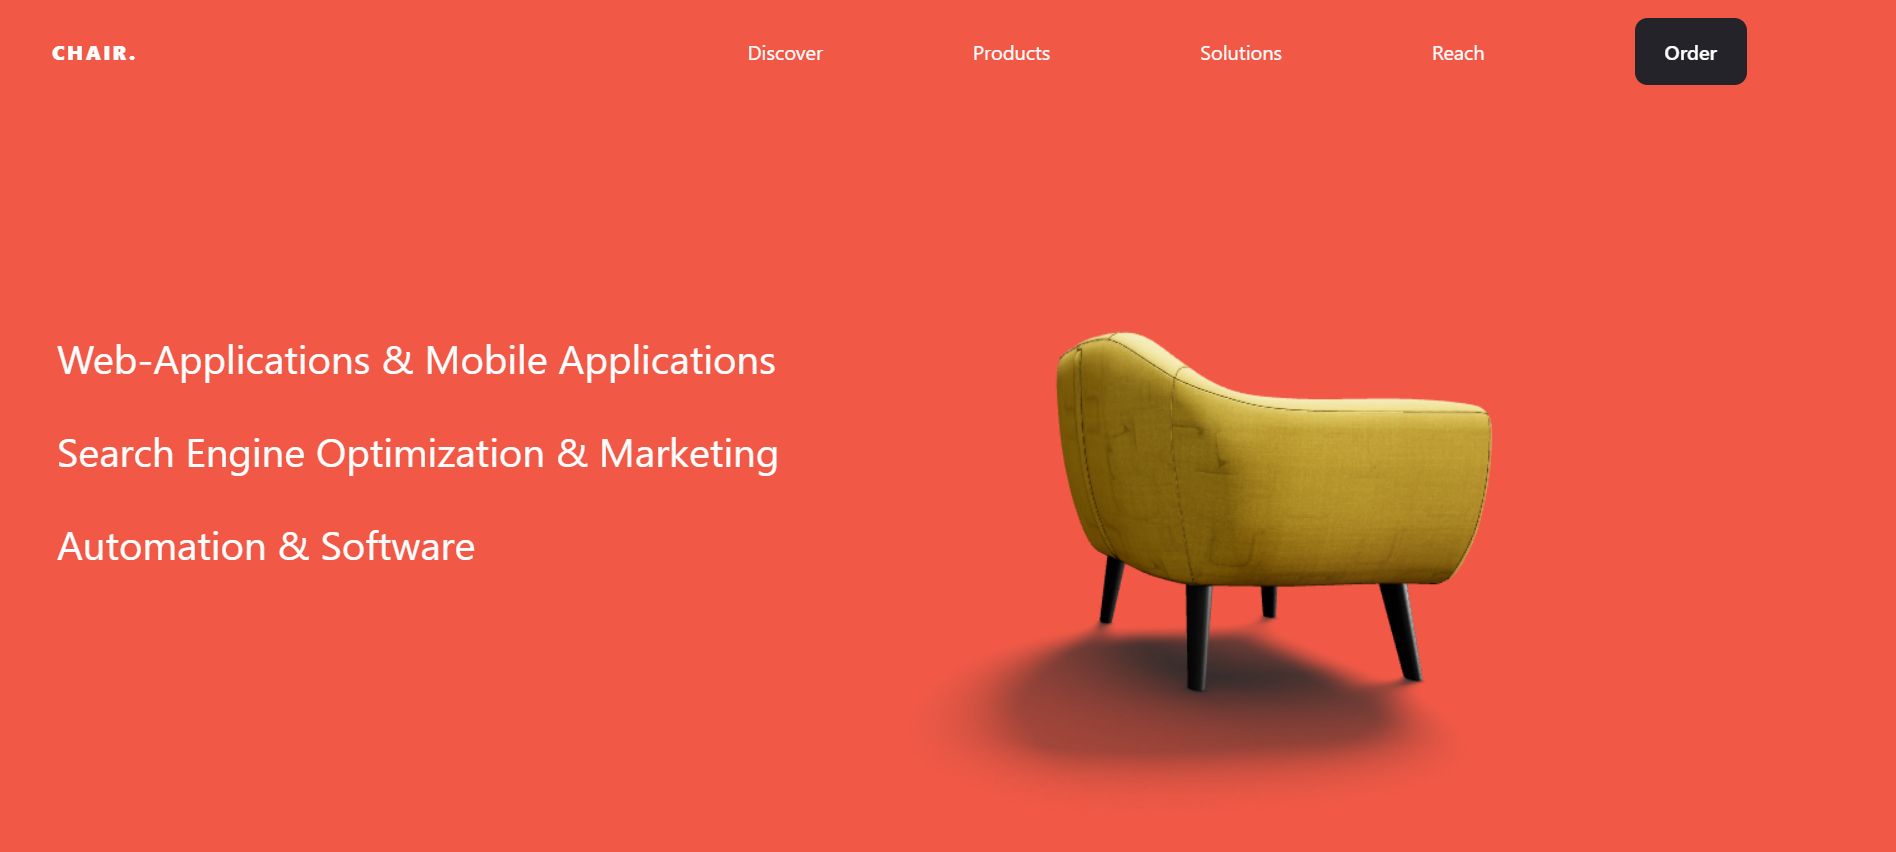 CHAIR.
Discover
Products
Solutions
Reach
Order
Web-Applications & Mobile Applications
Search Engine Optimization & Marketing
Automation & Software